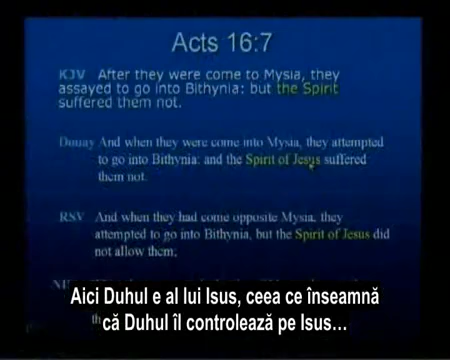 Acts 16:7
KJV After they were come to Mysia, they
assayed to go into Bithynia: but the Spirit
suffered them not.
Douay And when they were come into Mysia, they attempted
to go into Bithynia: and the Spirit of Jesus suffered
them not.
RSV And when they had come opposite Mysia, they
attempted to go into Bithynia, but the Spirit of Jesus did
not allow them;
Aici Duhul e al lui Isus, ceea ce înseamnă
că Duhul îl controlează pe Isus…